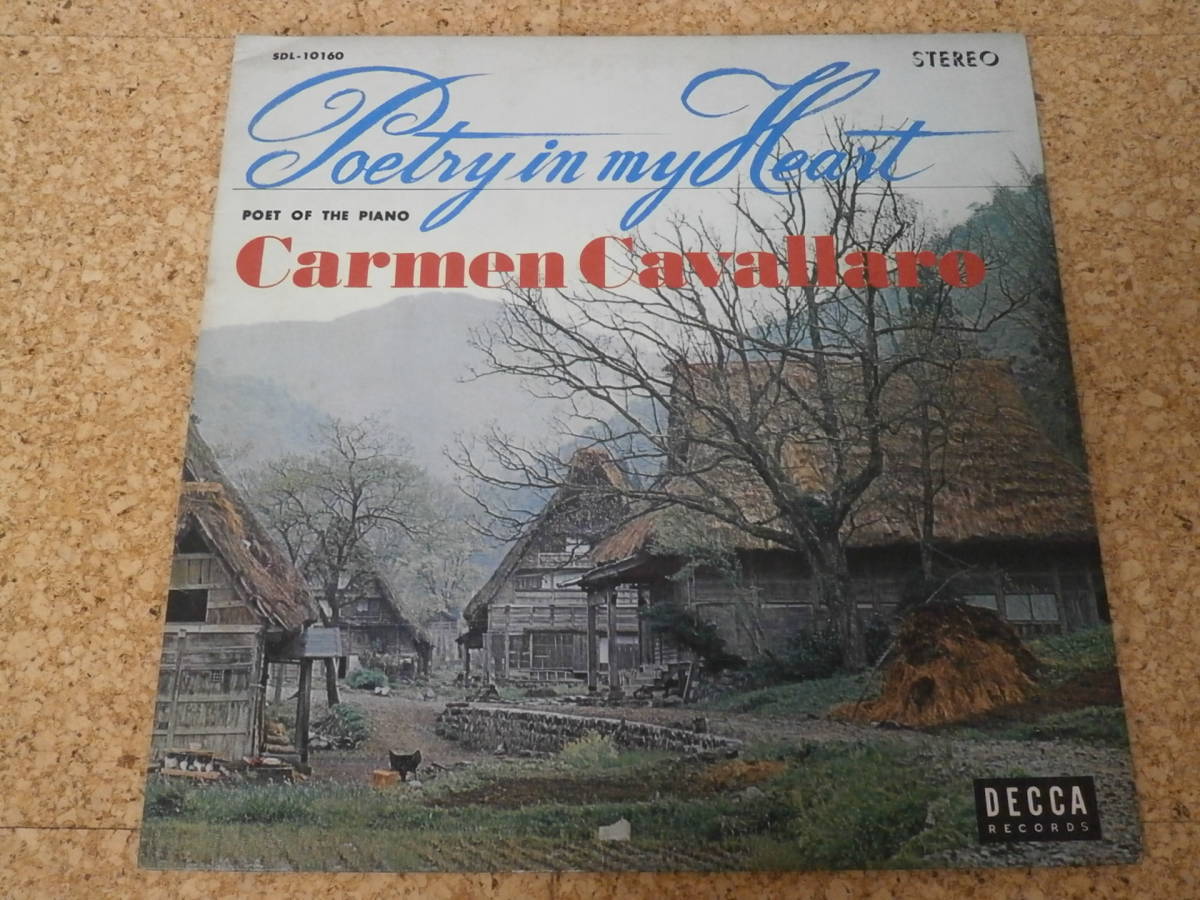 SDL-10160
STEREO
Poetry in my Heart
POET OF THE PIANO
Carmen Cavallaro
DECCA
RECORDS